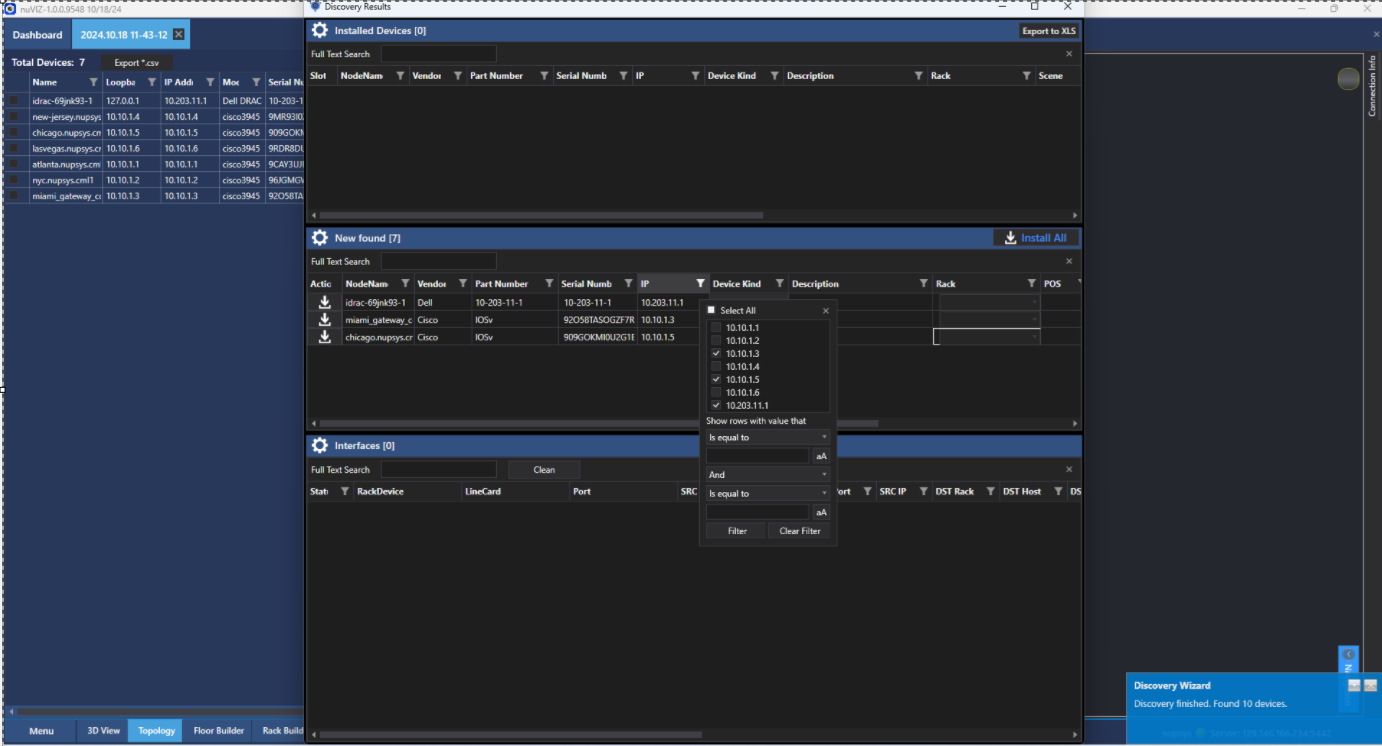 nuVIZ-1.0.0.9548 10/18/24
Dashboard
2024.10.18 11-43-12
Total Devices: 7
Export *.csv
Name Loopba IP Addr Moc Serial Nu
idrac-69jnk93-1 127.0.0.1 10.203.11.1 Dell DRAC 10-203-1
new-jersey.nupsys 10.10.1.4 10.10.1.4 cisco3945 9MR93I0
chicago.nupsys.cm 10.10.1.5 10.10.1.5 cisco3945 909GOKM
lasvegas.nupsys.cr 10.10.1.6 10.10.1.6 cisco3945 9RDR8DU
atlanta.nupsys.cml 10.10.1.1 10.10.1.1 cisco3945 9CAY3UJI
nyc.nupsys.cml1 10.10.1.2 10.10.1.2 cisco3945 96JGMGV
miami_gateway_co 10.10.1.3 10.10.1.3 cisco3945 92O58TA
Discovery Results
Installed Devices [0]
Export to XLS
Full Text Search
Slot NodeNam Vendor Part Number Serial Numb IP Device Kind Description Rack Scene
New found [7]
Install All
Full Text Search
Actio NodeNam Vendor Part Number Serial Numb IP Device Kind Description Rack POS
idrac-69jnk93-1 Dell 10-203-11-1 10-203-11-1 10.203.11.1
miami_gateway_c Cisco IOSv 92O58TASOGZF7R 10.10.1.3
chicago.nupsys.cr Cisco IOSv 909GOKMI0U2G1E 10.10.1.5
Select All
10.10.1.1
10.10.1.2
10.10.1.3
10.10.1.4
10.10.1.5
10.10.1.6
10.203.11.1
Show rows with value that
Is equal to
aA
And
Is equal to
aA
Filter
Clear Filter
Interfaces [0]
Full Text Search
Clean
Stat RackDevice LineCard Port SRC ort SRC IP DST Rack DST Host DS
Connection Info
N
Discovery Wizard
Discovery finished. Found 10 devices.
Menu
3D View
Topology
Floor Builder
Rack Build